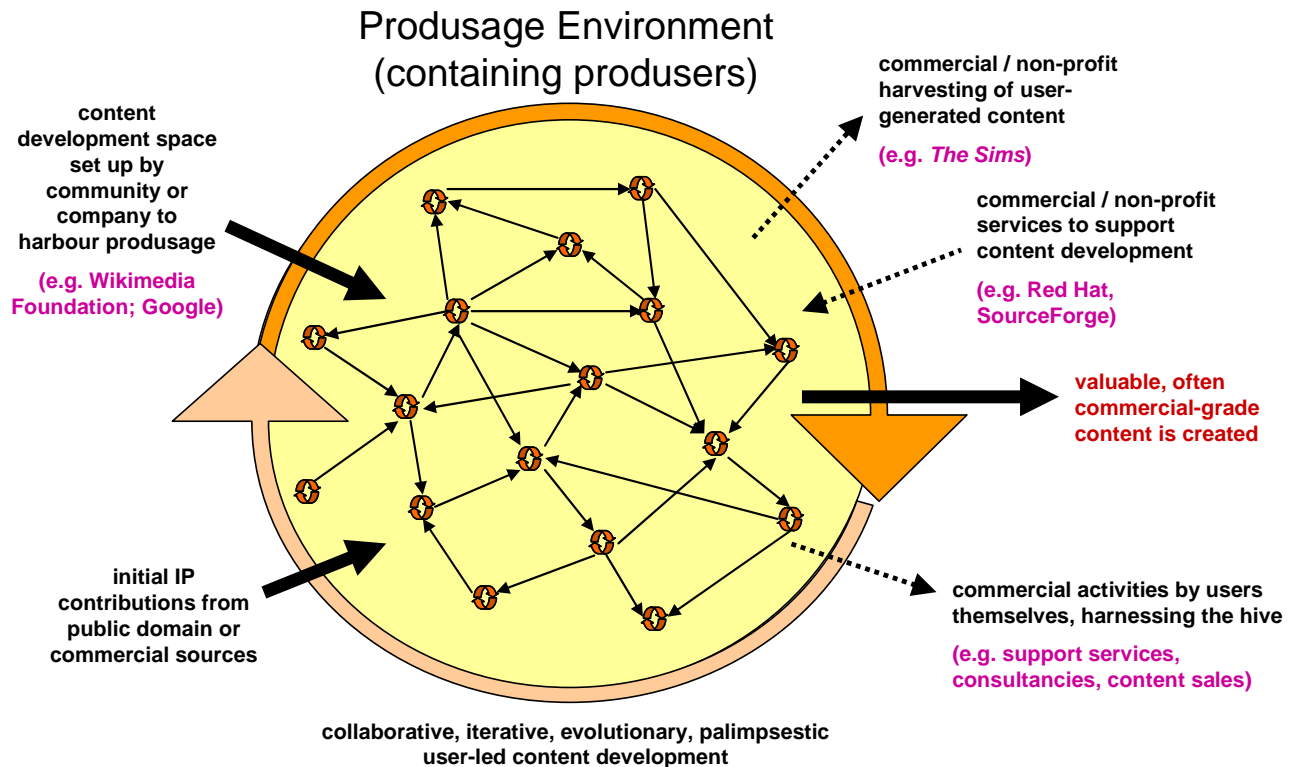 Produsage Environment
(containing produsers)
content
development space
set up by
community or
company to
harbour produsage
(e.g. Wikimedia
Foundation; Google)
commercial / non-profit
harvesting of user-
generated content
(e.g. The Sims)
commercial / non-profit
services to support
content development
(e.g. Red Hat,
SourceForge)
valuable, often
commercial-grade
content is created
initial IP
contributions from
public domain or
commercial sources
commercial activities by users
themselves, harnessing the hive
(e.g. support services,
consultancies, content sales)
collaborative, iterative, evolutionary, palimpsestic
user-led content development